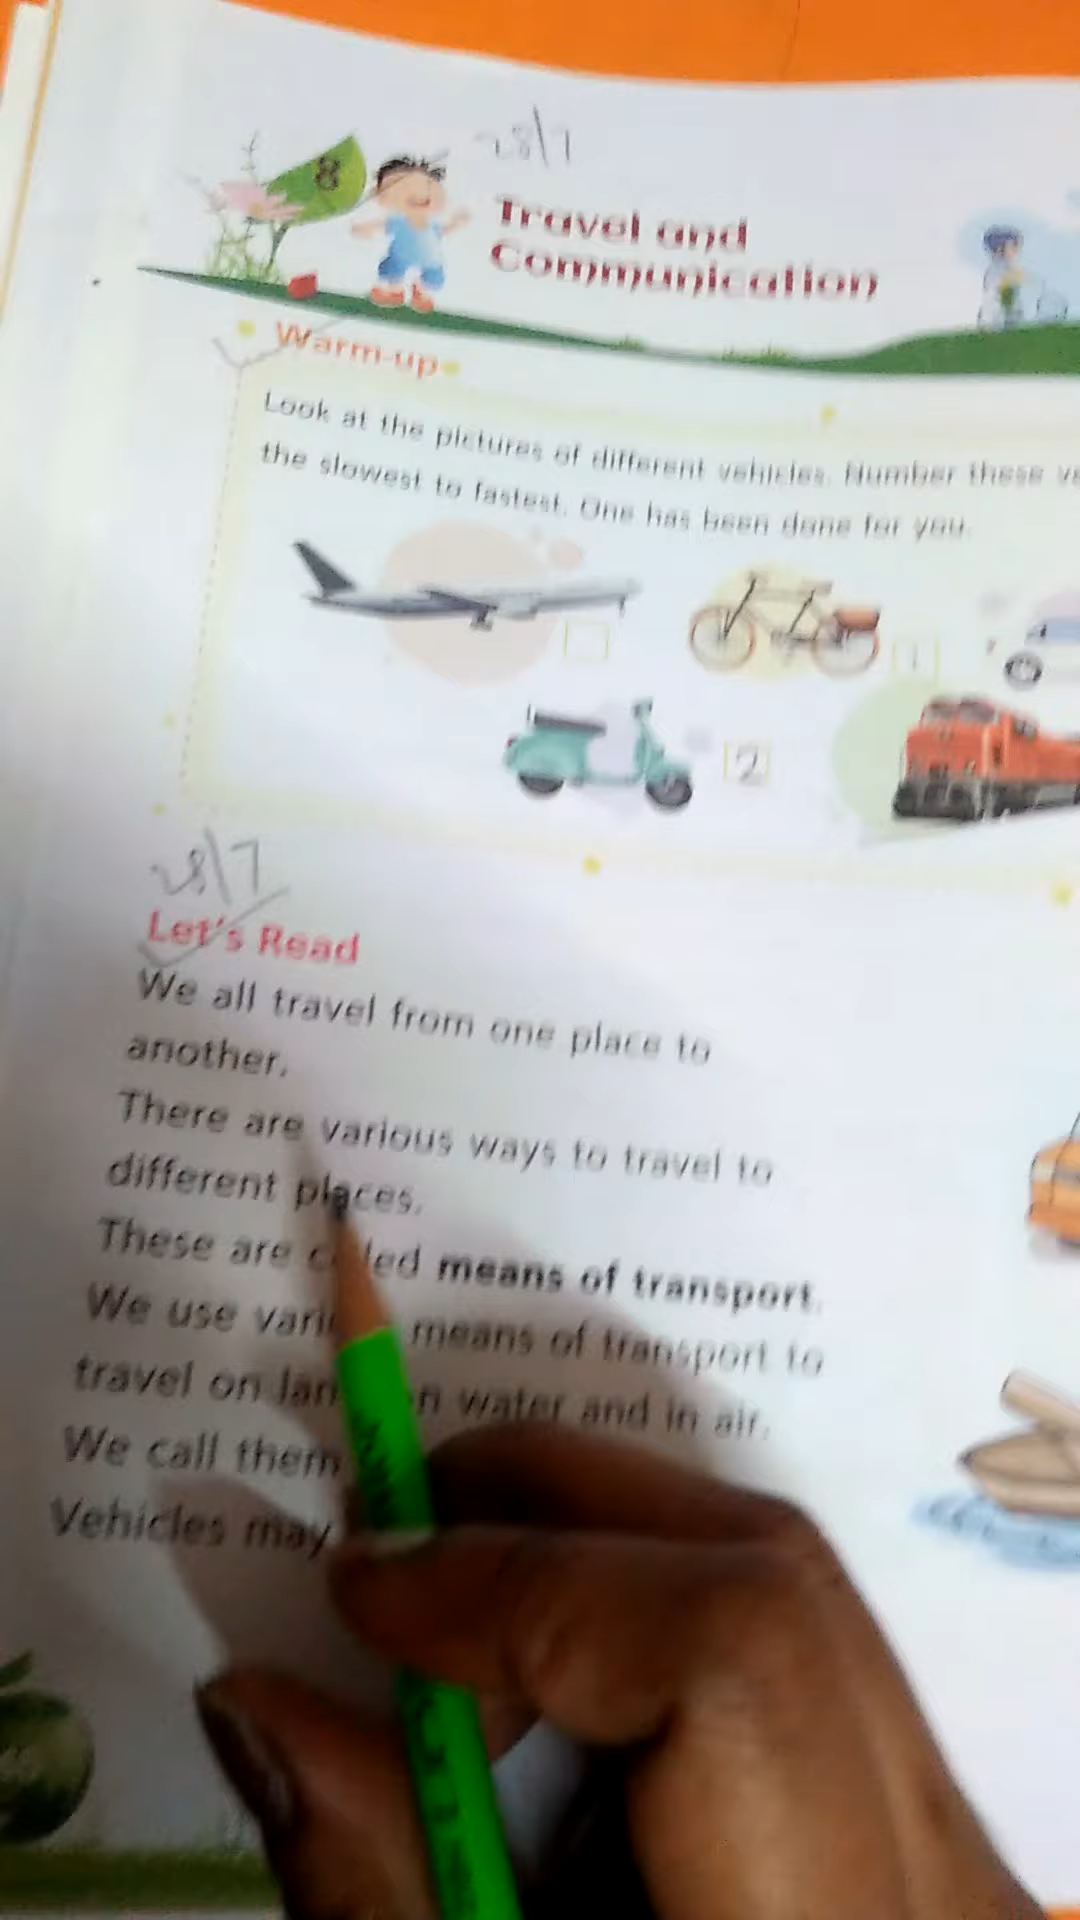 28/7
8
Travel and
Communication
Warm-up
Look at the pictures of different vehicles. Number these
the slowest to fastest. One has been done for you.
1
2
28/7
Let's Read
We all travel from one place to
another.
There are various ways to travel to
different places.
These are called means of transport.
We use means of transport to
travel on water and in air.
We call them
Vehicles may